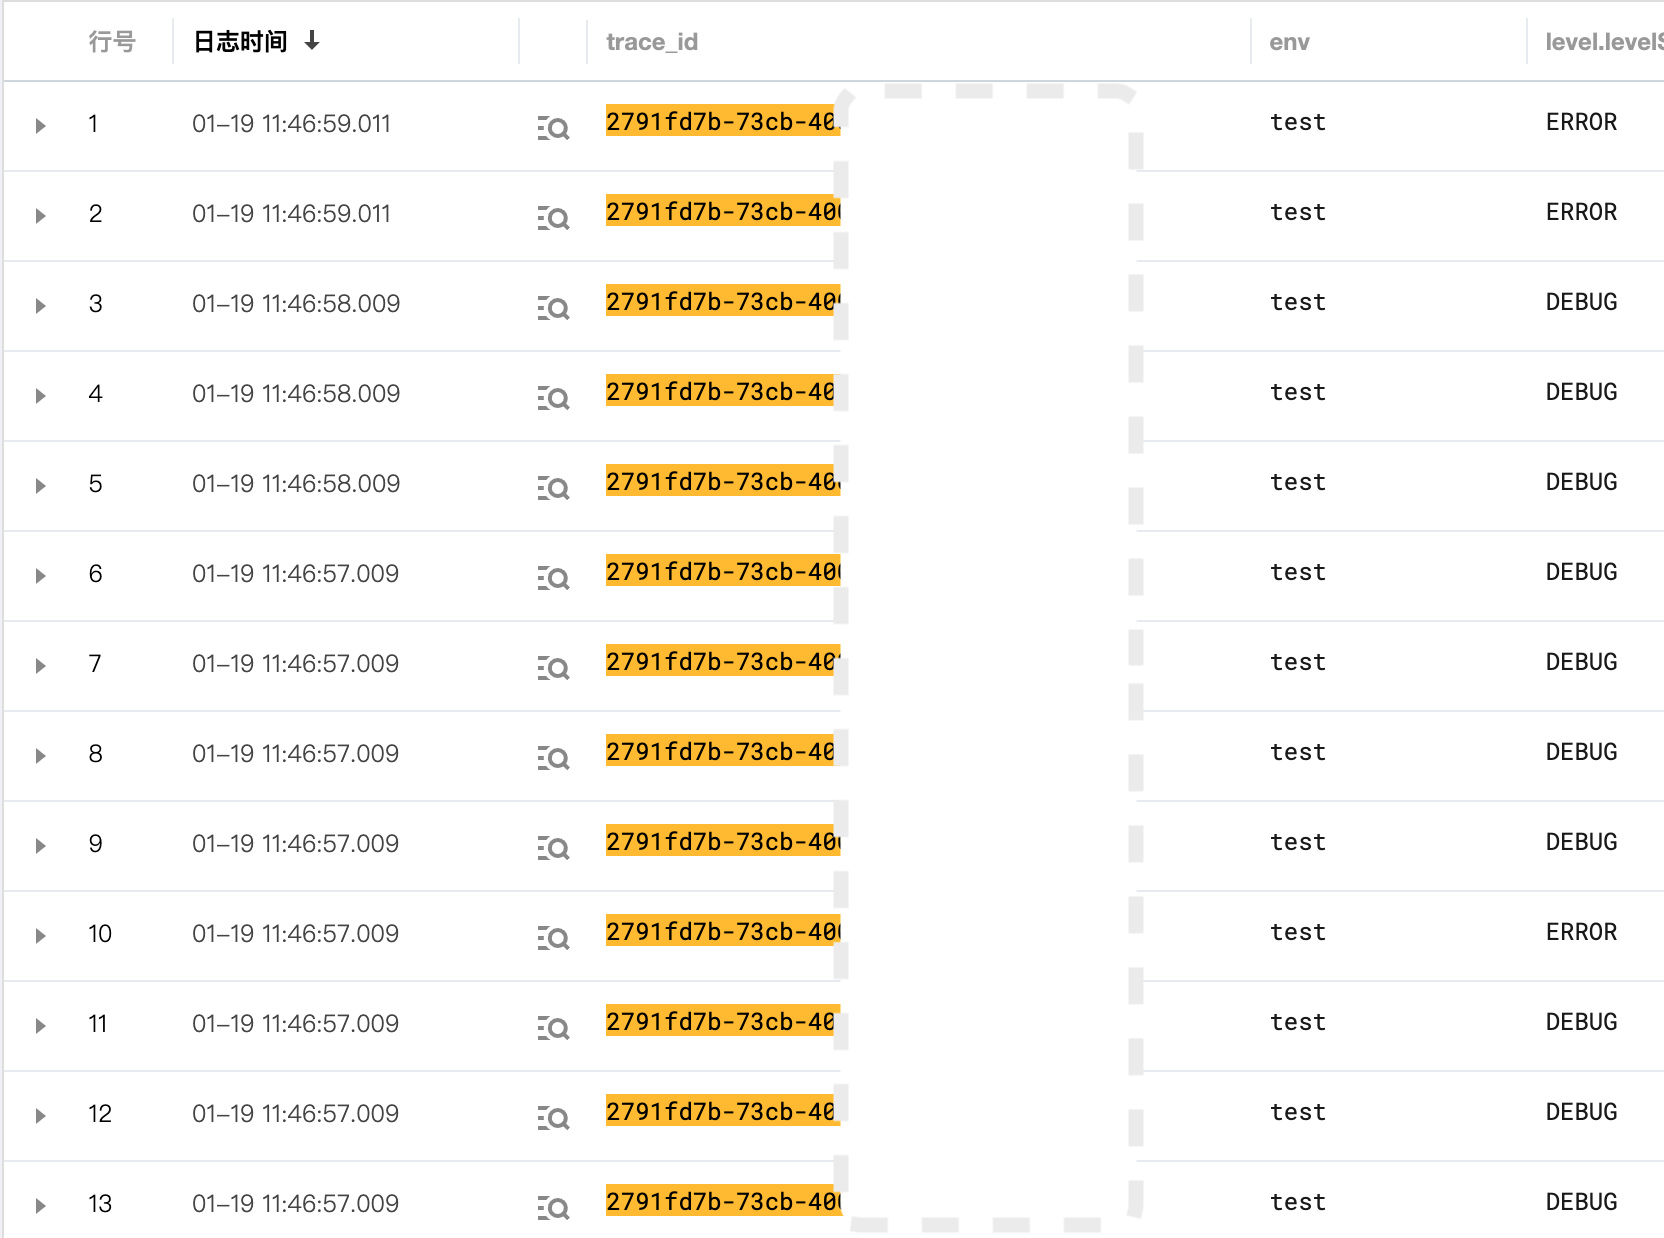 行号 日志时间 trace_id env level.levelS
1 01–19 11:46:59.011 2791fd7b-73cb-40 test ERROR
2 01–19 11:46:59.011 2791fd7b-73cb-400 test ERROR
3 01–19 11:46:58.009 2791fd7b-73cb-40 test DEBUG
4 01–19 11:46:58.009 2791fd7b-73cb-40 test DEBUG
5 01–19 11:46:58.009 2791fd7b-73cb-40 test DEBUG
6 01–19 11:46:57.009 2791fd7b-73cb-400 test DEBUG
7 01–19 11:46:57.009 2791fd7b-73cb-40 test DEBUG
8 01–19 11:46:57.009 2791fd7b-73cb-40 test DEBUG
9 01–19 11:46:57.009 2791fd7b-73cb-40 test DEBUG
10 01–19 11:46:57.009 2791fd7b-73cb-400 test ERROR
11 01–19 11:46:57.009 2791fd7b-73cb-40 test DEBUG
12 01–19 11:46:57.009 2791fd7b-73cb-40 test DEBUG
13 01–19 11:46:57.009 2791fd7b-73cb-400 test DEBUG